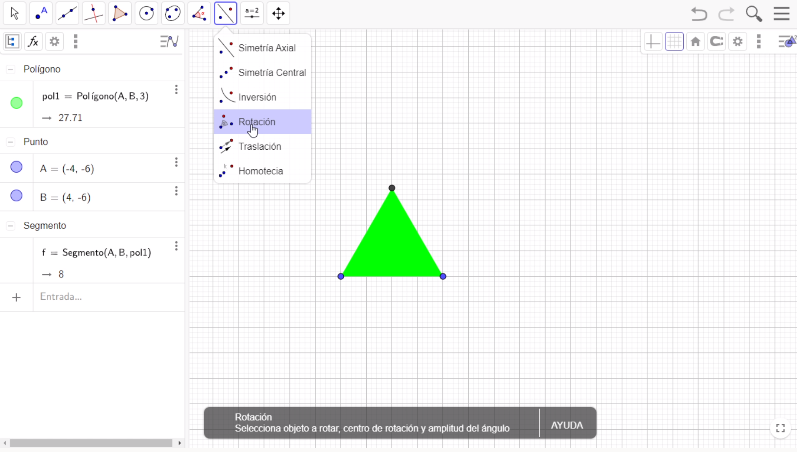 A
a=2
Simetría Axial
Simetría Central
Inversión
Rotación
Traslación
Homotecia
fx
Polígono
pol1 = Polígono(A, B, 3)
→ 27.71
Punto
A = (-4, -6)
B = (4, -6)
Segmento
f = Segmento(A, B, pol1)
→ 8
+ Entrada...
Rotación
Selecciona objeto a rotar, centro de rotación y amplitud del ángulo
AYUDA